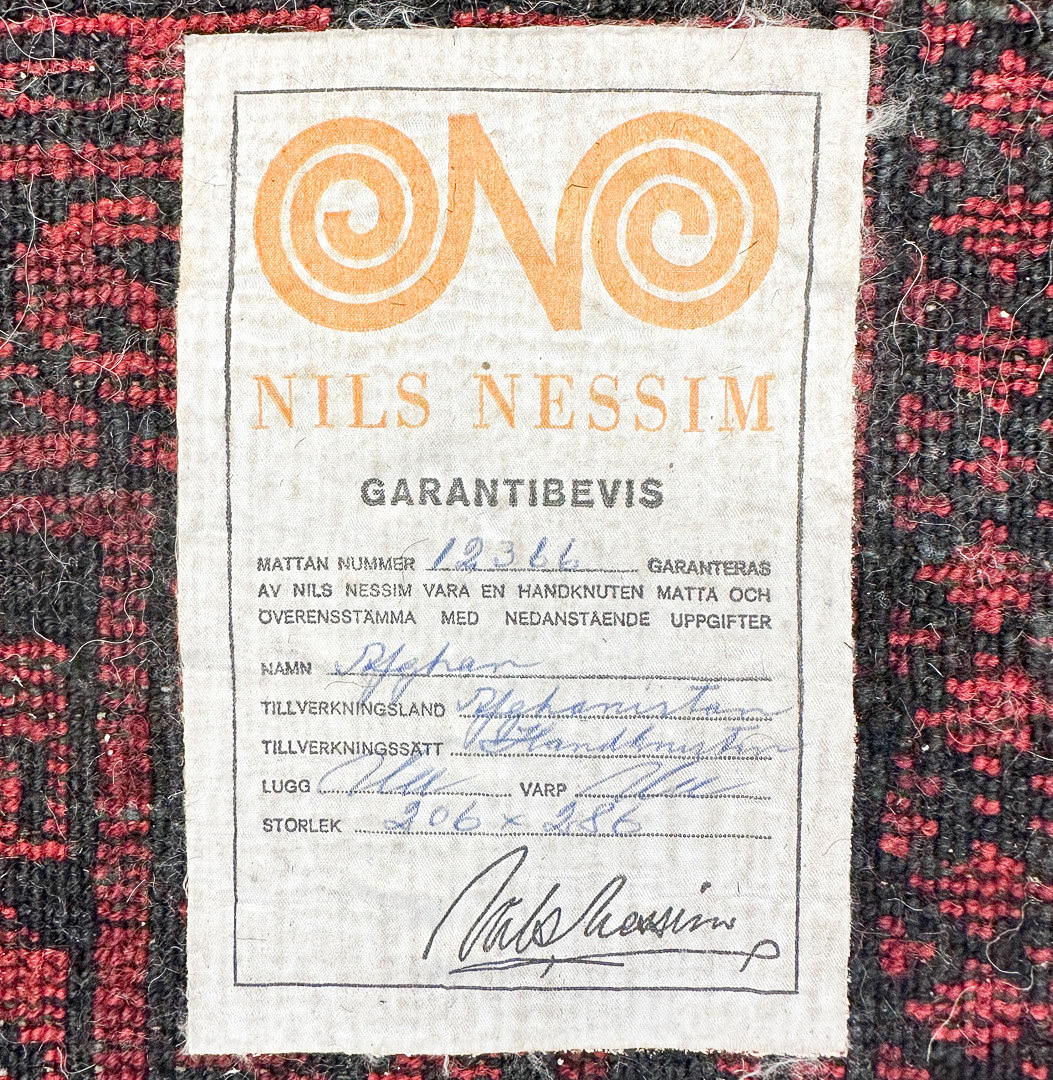 NILS NESSIM
GARANTIBEVIS
MATTAN NUMMER 12366 GARANTERAS
AV NILS NESSIM VARA EN HANDKNUTEN MATTA OCH
ÖVERENSSTÄMMA MED NEDANSTÅENDE UPPGIFTER
NAMN Afghan
TILLVERKNINGSLAND Afghanistan
TILLVERKNINGSSÄTT Handknuten
LUGG Ull VARP Ull
STORLEK 206 x 286
Nils Nessim